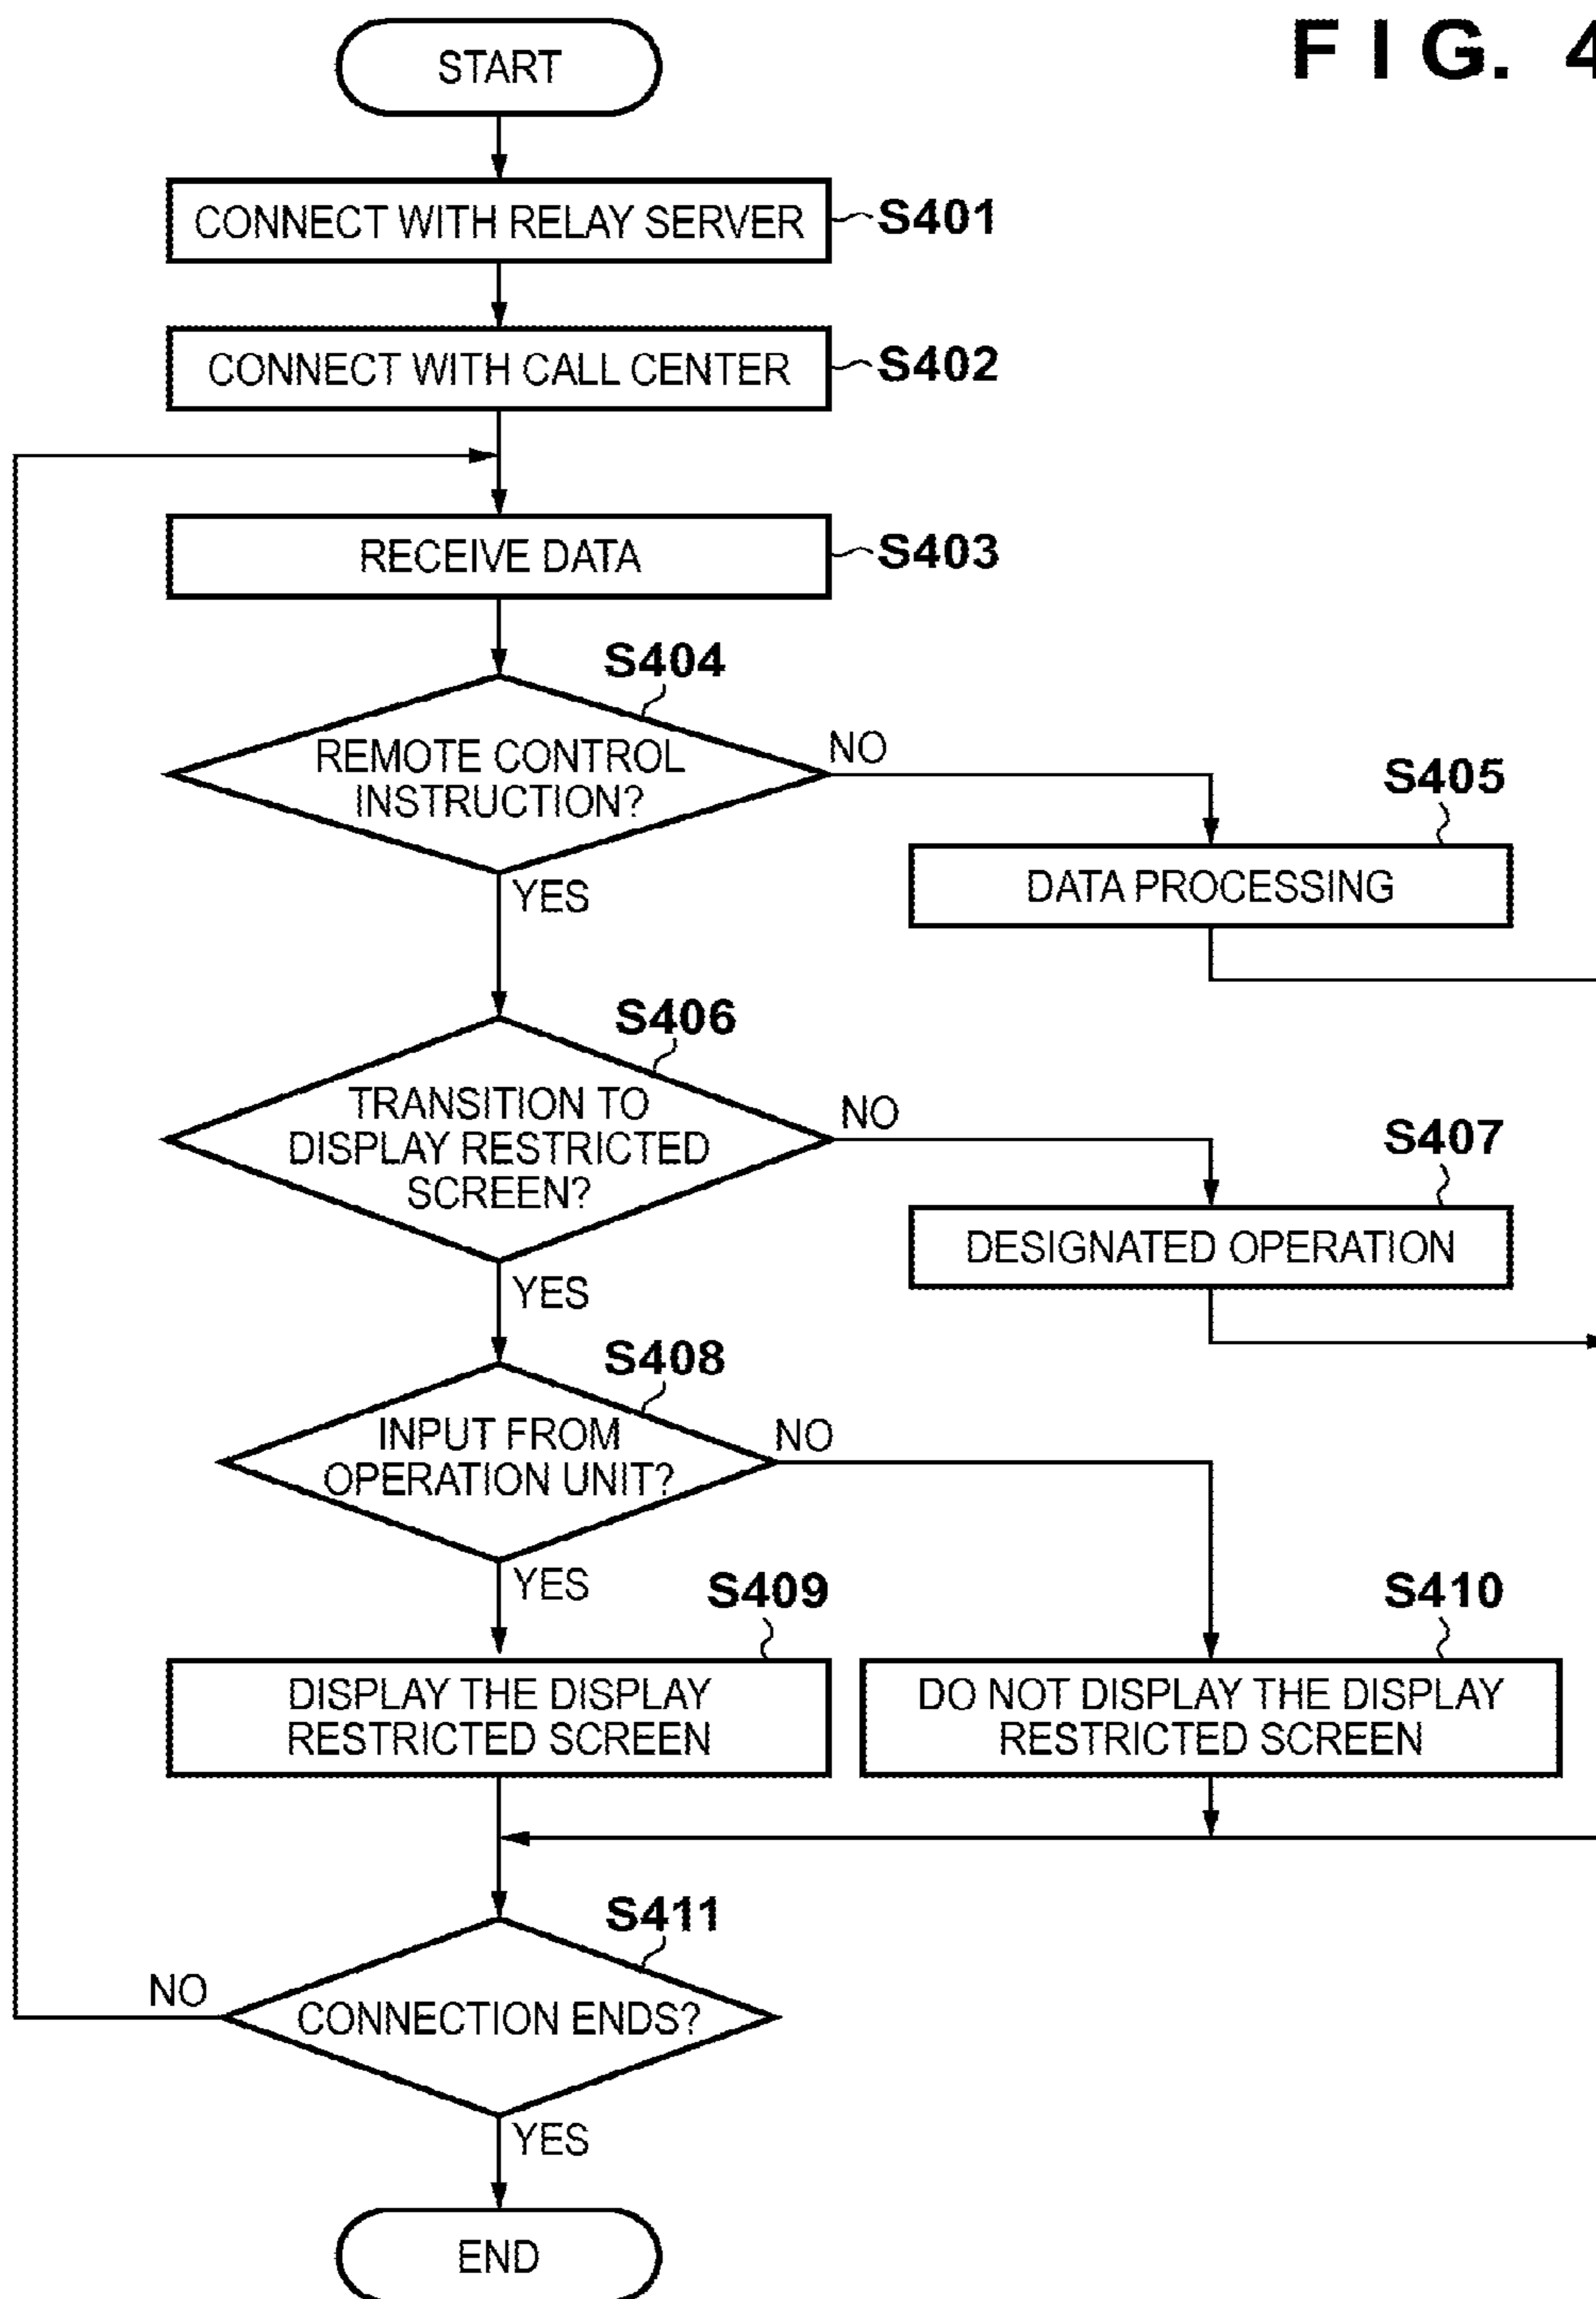 FIG. 4
START
CONNECT WITH RELAY SERVER
S401
CONNECT WITH CALL CENTER
S402
RECEIVE DATA
S403
S404
REMOTE CONTROL
INSTRUCTION?
NO
YES
S405
DATA PROCESSING
S406
TRANSITION TO
DISPLAY RESTRICTED
SCREEN?
NO
YES
S407
DESIGNATED OPERATION
S408
INPUT FROM
OPERATION UNIT?
NO
YES
S409
DISPLAY THE DISPLAY
RESTRICTED SCREEN
S410
DO NOT DISPLAY THE DISPLAY
RESTRICTED SCREEN
S411
CONNECTION ENDS?
NO
YES
END